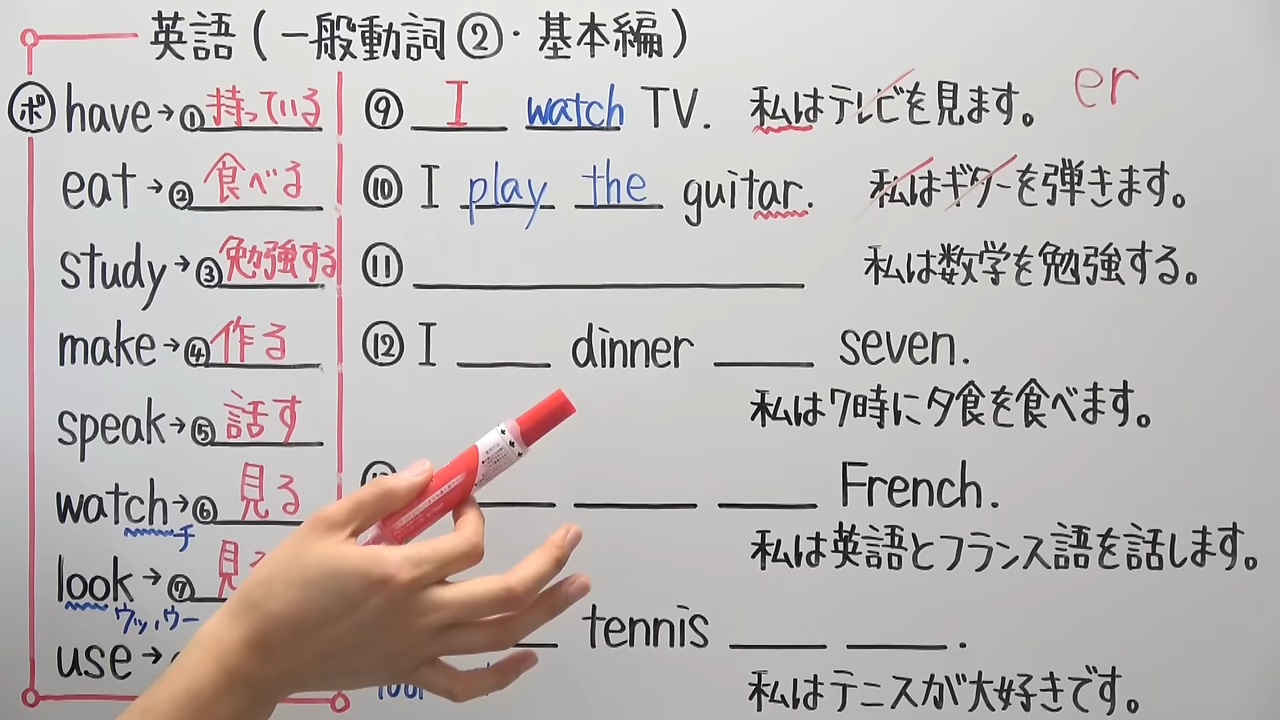 英語(一般動詞②・基本編)
ポ have→①持っている
eat→②食べる
study→③勉強する
make→④作る
speak→⑤話す
watch→⑥見る
チ
look→⑦見
ウッ,ウー
use→
⑨ I watch TV. 私はテレビを見ます。 er
⑩ I play the guitar. 私はギターを弾きます。
⑪ 私は数学を勉強する。
⑫ I dinner seven.
私は7時に夕食を食べます。
French.
私は英語とフランス語を話します。
tennis .
私はテニスが大好きです。